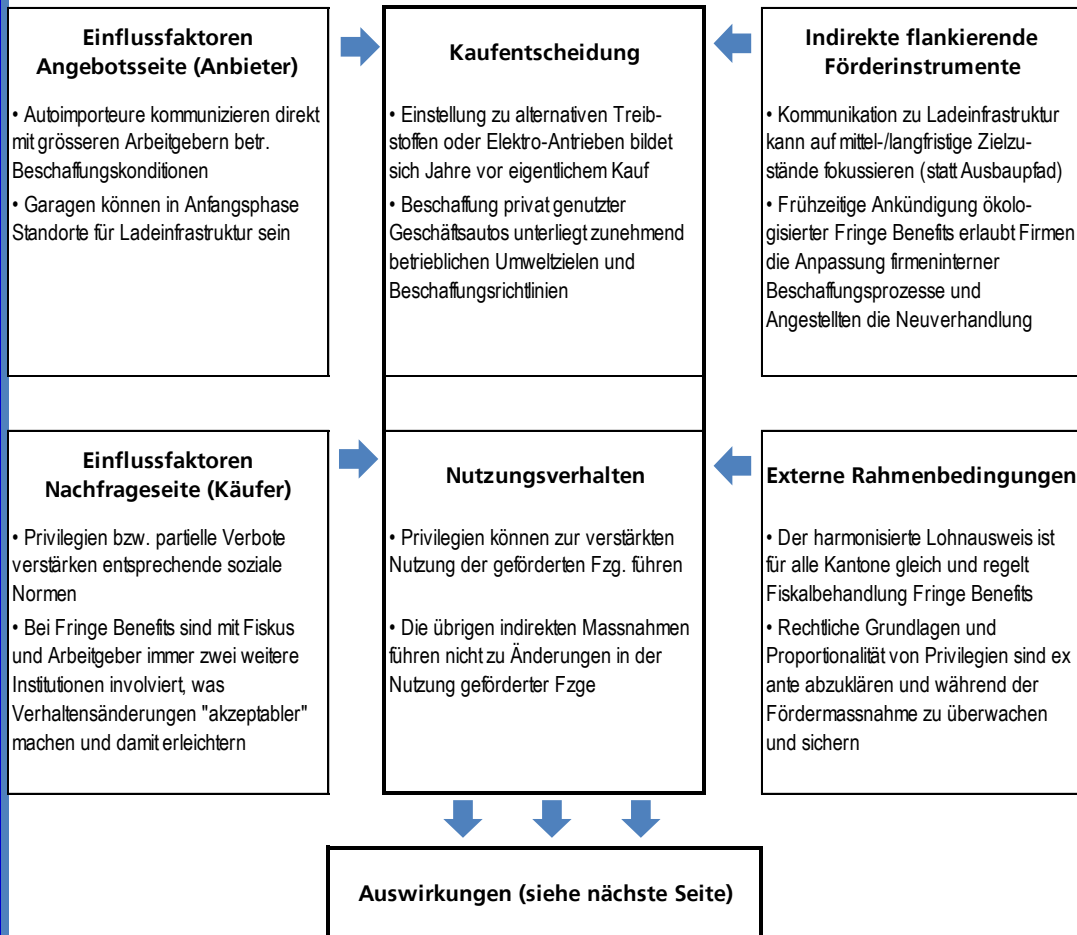 Einflussfaktoren
Angebotsseite (Anbieter)
• Autoimporteure kommunizieren direkt
mit grösseren Arbeitgebern betr.
Beschaffungskonditionen
• Garagen können in Anfangsphase
Standorte für Ladeinfrastruktur sein
Kaufentscheidung
• Einstellung zu alternativen Treib-
stoffen oder Elektro-Antrieben bildet
sich Jahre vor eigentlichem Kauf
• Beschaffung privat genutzter
Geschäftsautos unterliegt zunehmend
betrieblichen Umweltzielen und
Beschaffungsrichtlinien
Indirekte flankierende
Förderinstrumente
• Kommunikation zu Ladeinfrastruktur
kann auf mittel-/langfristige Zielzu-
stände fokussieren (statt Ausbaupfad)
• Frühzeitige Ankündigung ökolo-
gisierter Fringe Benefits erlaubt Firmen
die Anpassung firmeninterner
Beschaffungsprozesse und
Angestellten die Neuverhandlung
Einflussfaktoren
Nachfrageseite (Käufer)
• Privilegien bzw. partielle Verbote
verstärken entsprechende soziale
Normen
• Bei Fringe Benefits sind mit Fiskus
und Arbeitgeber immer zwei weitere
Institutionen involviert, was
Verhaltensänderungen "akzeptabler"
machen und damit erleichtern
Nutzungsverhalten
• Privilegien können zur verstärkten
Nutzung der geförderten Fzg. führen
• Die übrigen indirekten Massnahmen
führen nicht zu Änderungen in der
Nutzung geförderter Fzge
Externe Rahmenbedingungen
• Der harmonisierte Lohnausweis ist
für alle Kantone gleich und regelt
Fiskalbehandlung Fringe Benefits
• Rechtliche Grundlagen und
Proportionalität von Privilegien sind ex
ante abzuklären und während der
Fördermassnahme zu überwachen
und sichern
Auswirkungen (siehe nächste Seite)